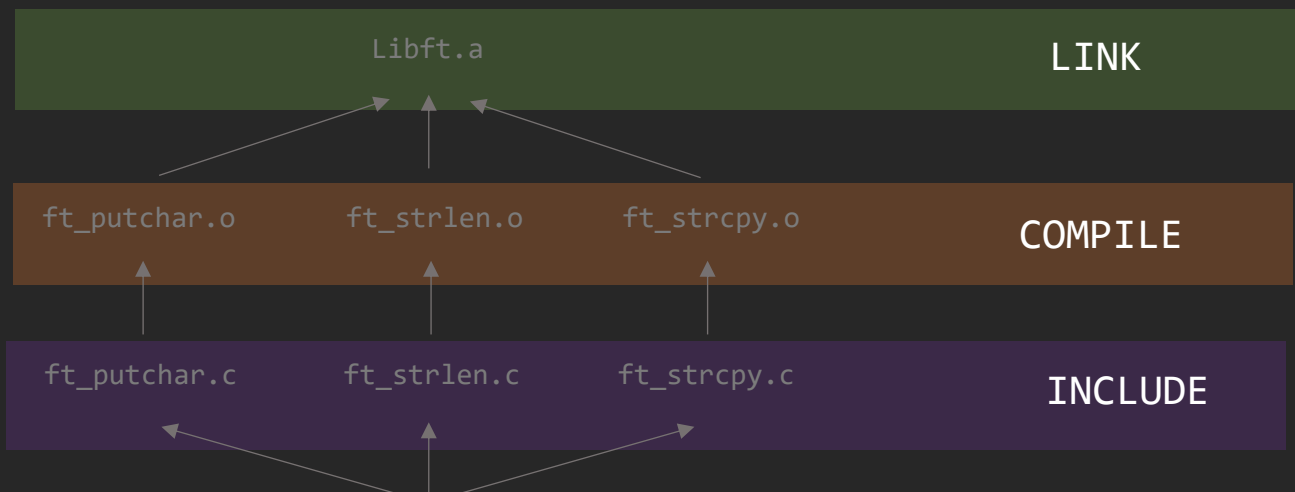 Libft.a LINK
ft_putchar.o ft_strlen.o ft_strcpy.o COMPILE
ft_putchar.c ft_strlen.c ft_strcpy.c INCLUDE